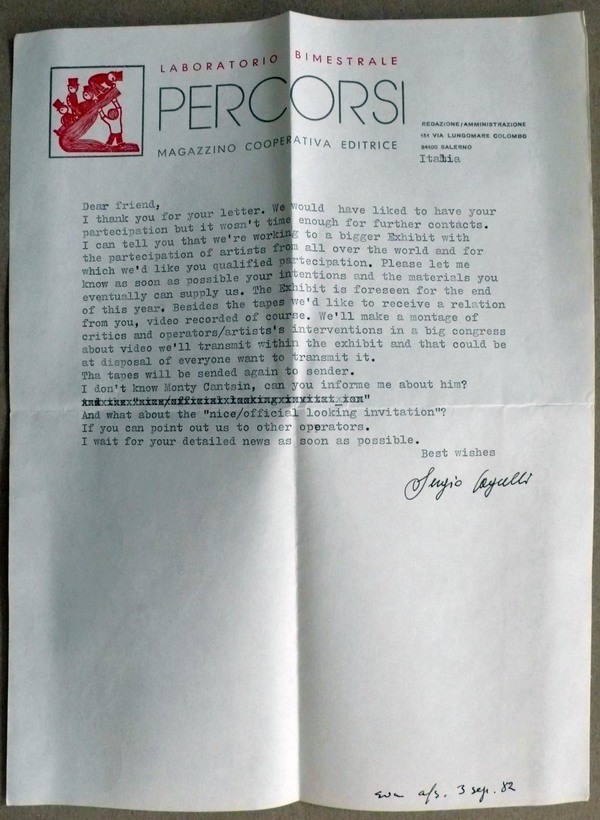 LABORATORIO BIMESTRALE
PERCORSI
MAGAZZINO COOPERATIVA EDITRICE
REDAZIONE/AMMINISTRAZIONE
151 VIA LUNGOMARE COLOMBO
84100 SALERNO
Italia
Dear friend,
I thank you for your letter. We would have liked to have your
partecipation but it wosn't time enough for further contacts.
I can tell you that we're working to a bigger Exhibit with
the partecipation of artists from all over the world and for
which we'd like you qualified partecipation. Please let me
know as soon as possible your intentions and the materials you
eventually can supply us. The Exhibit is foreseen for the end
of this year. Besides the tapes we'd like to receive a relation
from you, video recorded of course. We'll make a montage of
critics and operators/artists's interventions in a big congress
about video we'll transmit within the exhibit and that could be
at disposal of everyone want to transmit it.
Tha tapes will be sended again to sender.
I don't know Monty Cantsin, can you informe me about him?
And what about the "nice/official looking invitation"?
If you can point out us to other operators.
I wait for your detailed news as soon as possible.
Best wishes
Sergio
3 sep. 82